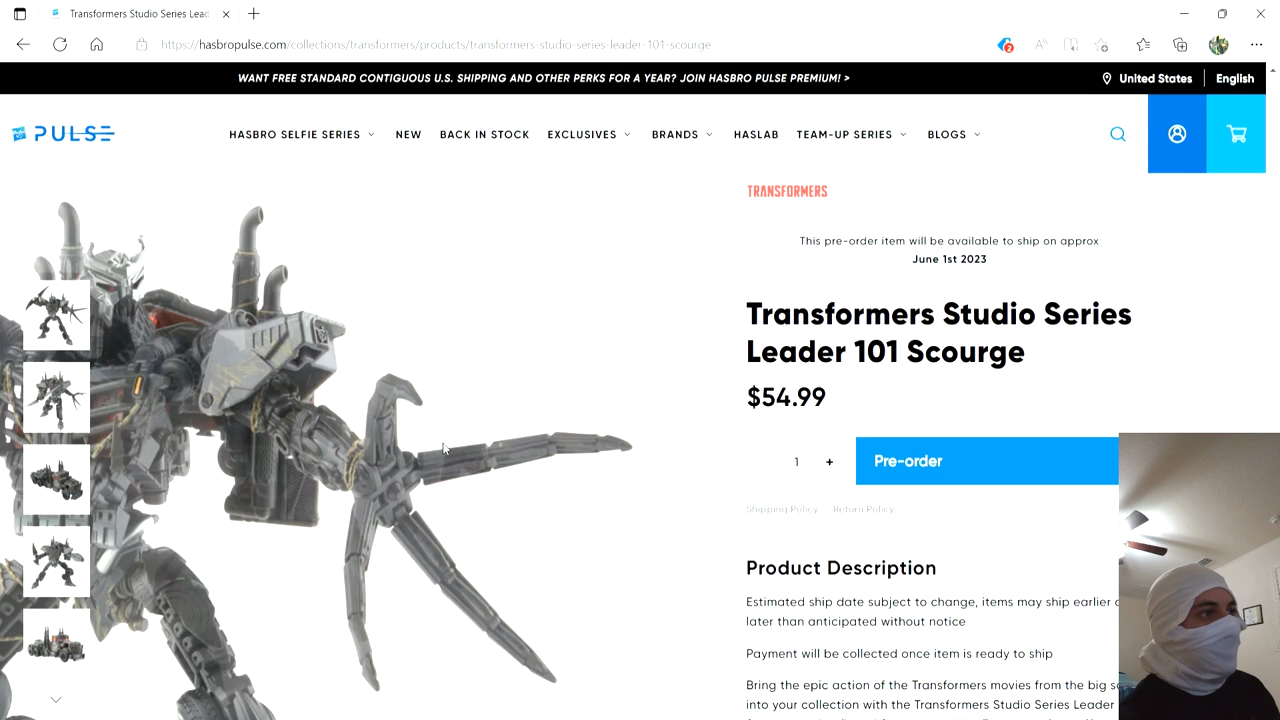 Transformers Studio Series Lead
https://hasbropulse.com/collections/transformers/products/transformers-studio-series-leader-101-scourge
2
WANT FREE STANDARD CONTIGUOUS U.S. SHIPPING AND OTHER PERKS FOR A YEAR? JOIN HASBRO PULSE PREMIUM! >
United States
English
PULSE
HASBRO SELFIE SERIES
NEW
BACK IN STOCK
EXCLUSIVES
BRANDS
HASLAB
TEAM-UP SERIES
BLOGS
TRANSFORMERS
This pre-order item will be available to ship on approx
June 1st 2023
Transformers Studio Series
Leader 101 Scourge
$54.99
1 +
Pre-order
Shipping Policy Return Policy
Product Description
Estimated ship date subject to change, items may ship earlier
later than anticipated without notice
Payment will be collected once item is ready to ship
Bring the epic action of the Transformers movies from the big
into your collection with the Transformers Studio Series Leader